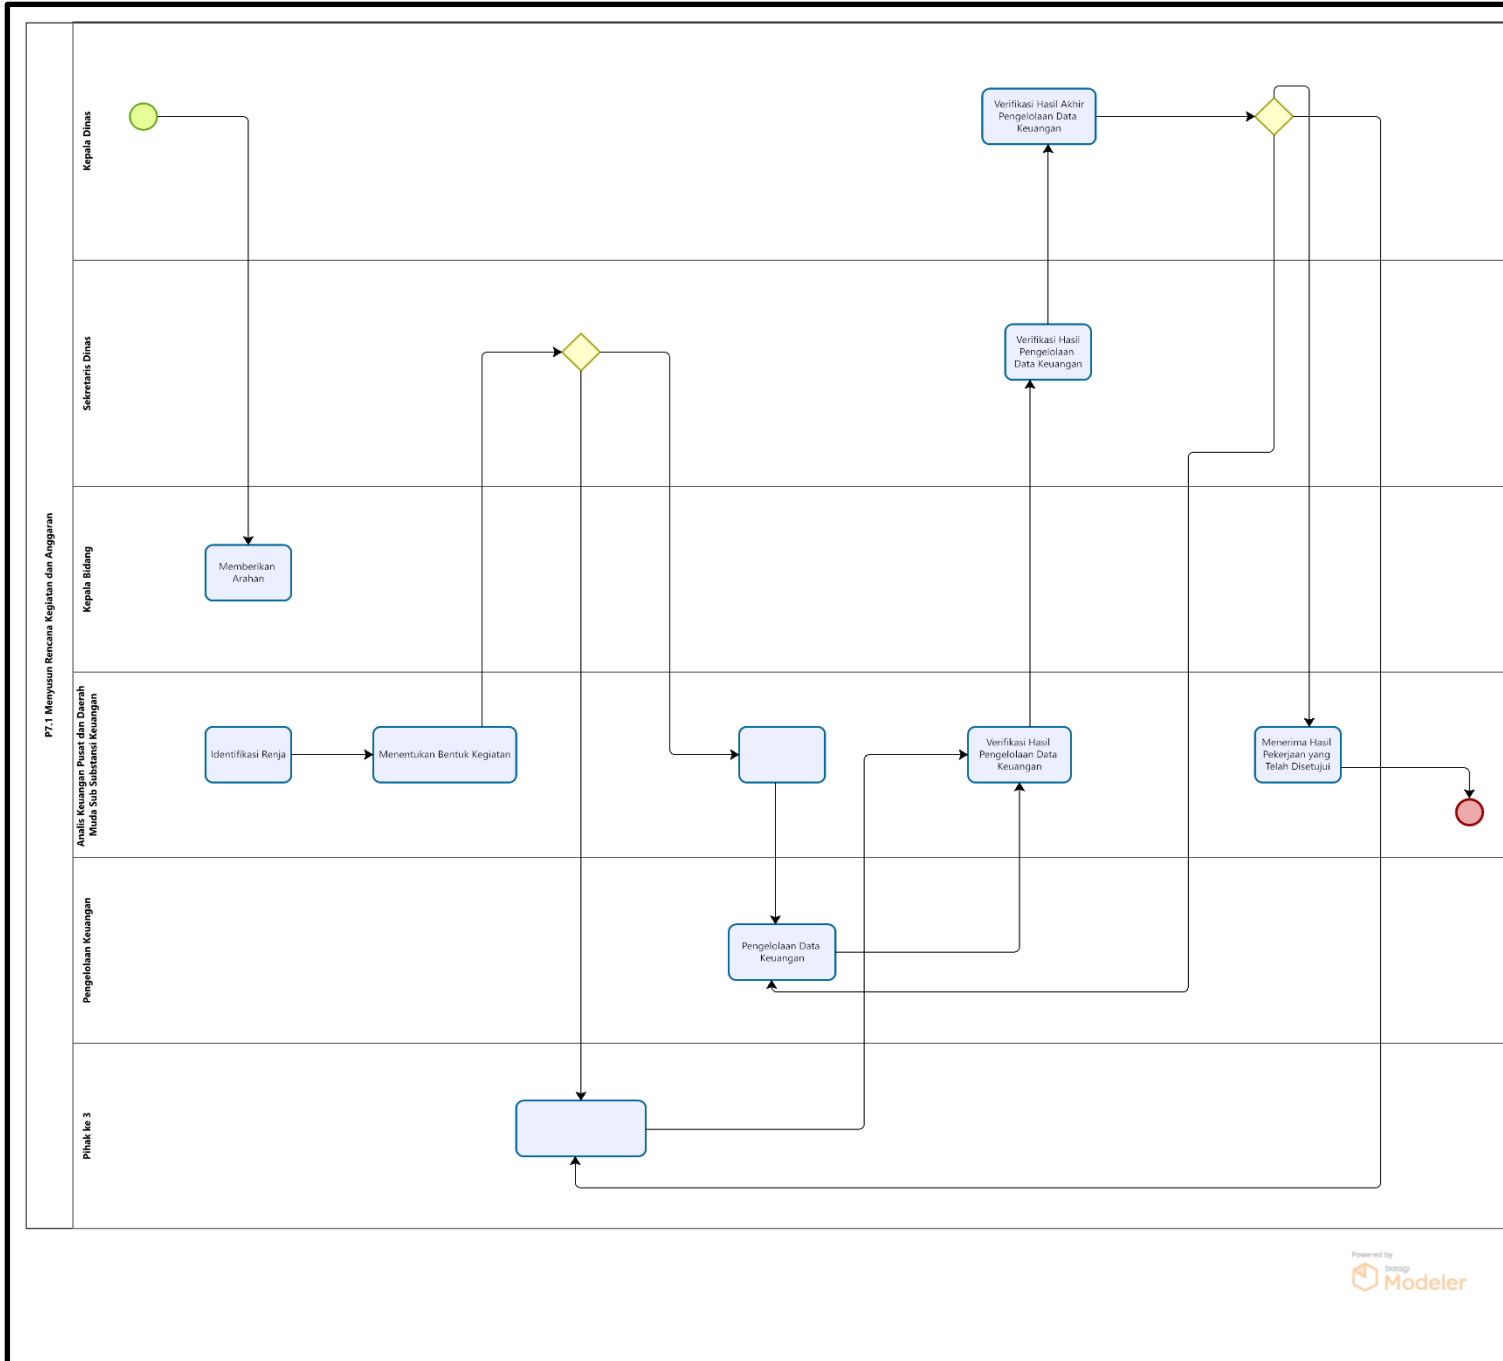 P7.1 Menyusun Rencana Kegiatan dan Anggaran
Kepala Dinas
Verifikasi Hasil Akhir
Pengelolaan Data
Keuangan
Sekretaris Dinas
Verifikasi Hasil
Pengelolaan
Data Keuangan
Kepala Bidang
Memberikan
Arahan
Analis Keuangan Pusat dan Daerah
Muda Sub Substansi Keuangan
Identifikasi Renja
Menentukan Bentuk Kegiatan
Verifikasi Hasil
Pengelolaan Data
Keuangan
Menerima Hasil
Pekerjaan yang
Telah Disetujui
Pengelolaan Keuangan
Pengelolaan Data
Keuangan
Pihak ke 3
Powered by
bizagi
Modeler